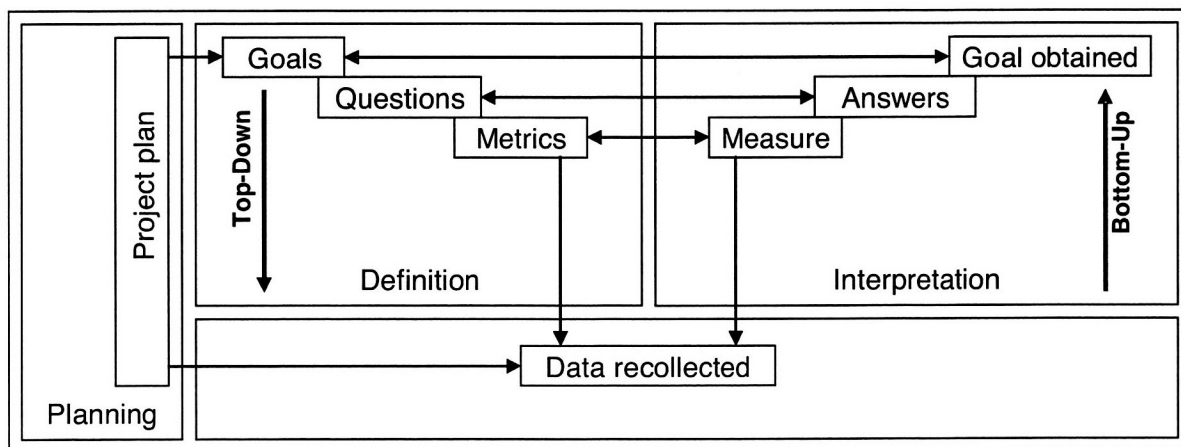 Project plan
Planning
Goals
Questions
Metrics
Top-Down
Definition
Goal obtained
Answers
Measure
Bottom-Up
Interpretation
Data recollected